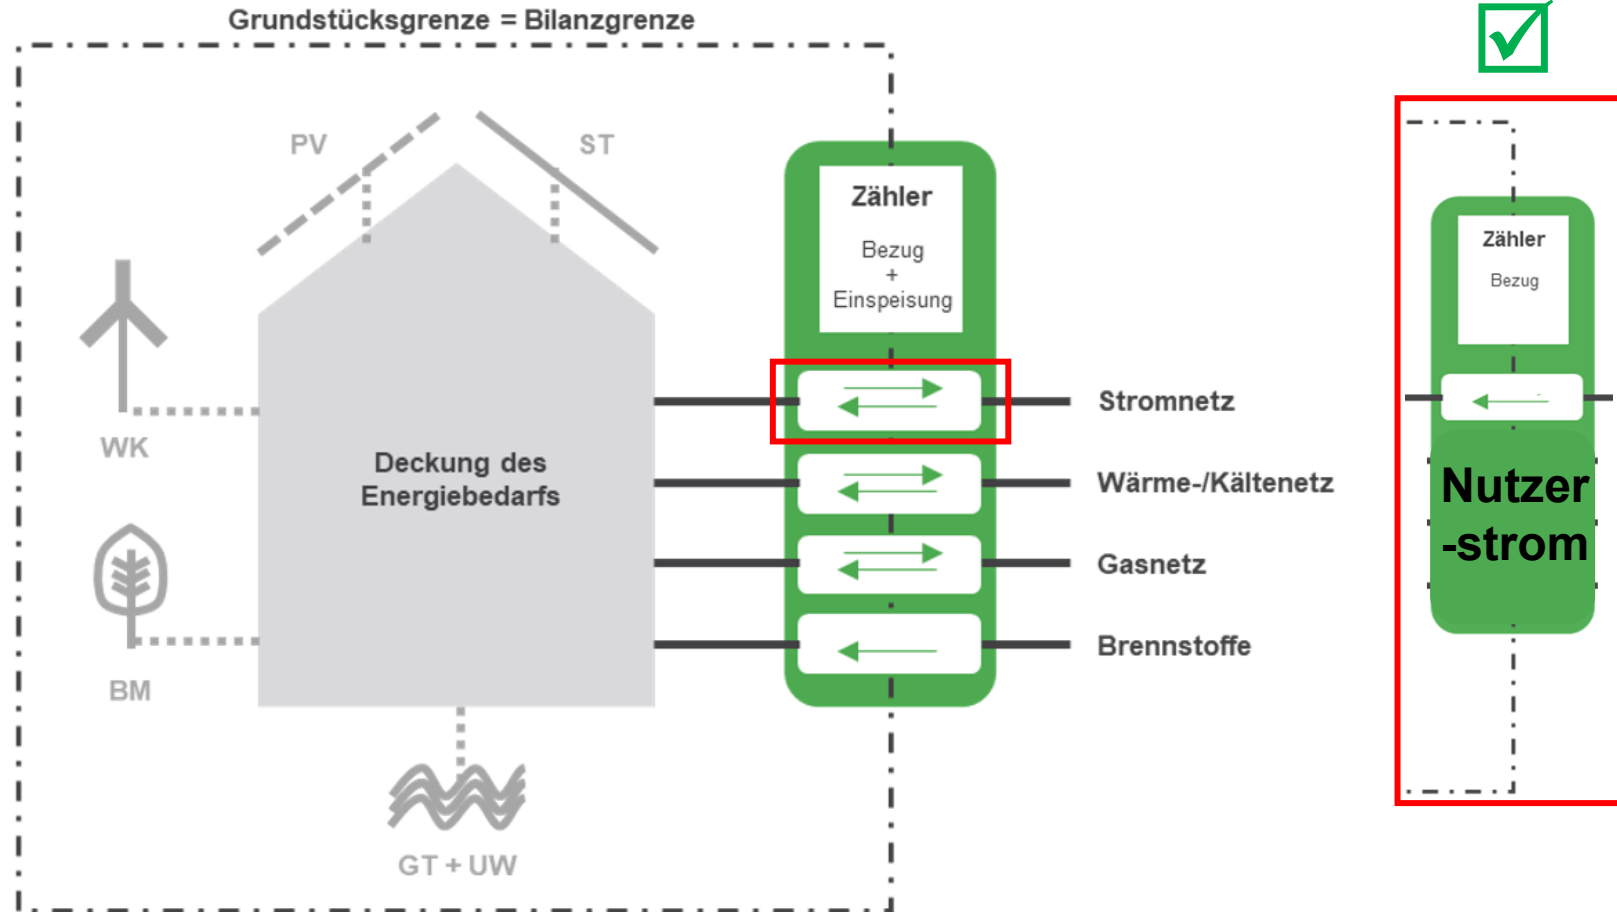 Grundstücksgrenze = Bilanzgrenze
PV
ST
WK
BM
GT + UW
Deckung des
Energiebedarfs
Zähler
Bezug
+
Einspeisung
Stromnetz
Wärme-/Kältenetz
Gasnetz
Brennstoffe
Zähler
Bezug
Nutzer
-strom